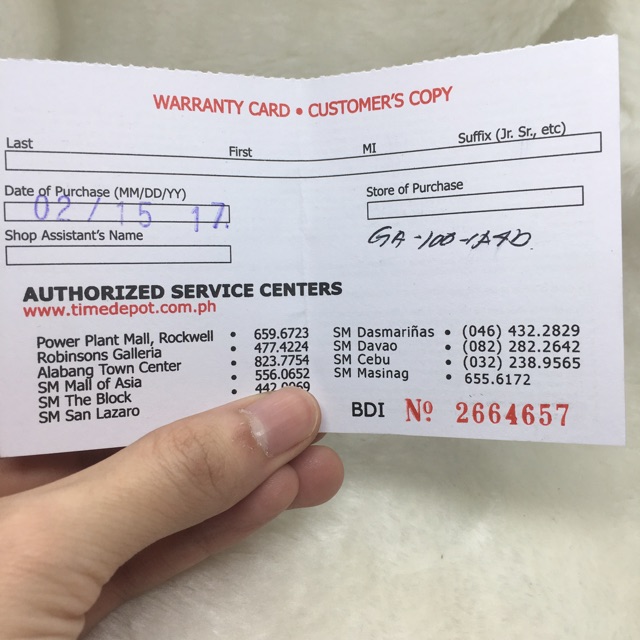 WARRANTY CARD • CUSTOMER'S COPY
Last First MI Suffix (Jr. Sr., etc)
Date of Purchase (MM/DD/YY) Store of Purchase
02/15 17.
Shop Assistant's Name GA-100-1A4D.
AUTHORIZED SERVICE CENTERS
www.timedepot.com.ph
Power Plant Mall, Rockwell • 659.6723 SM Dasmariñas • (046) 432.2829
Robinsons Galleria • 477.4224 SM Davao • (082) 282.2642
Alabang Town Center • 823.7754 SM Cebu • (032) 238.9565
SM Mall of Asia • 556.0652 SM Masinag • 655.6172
SM The Block •
SM San Lazaro
BDI Nº 2664657